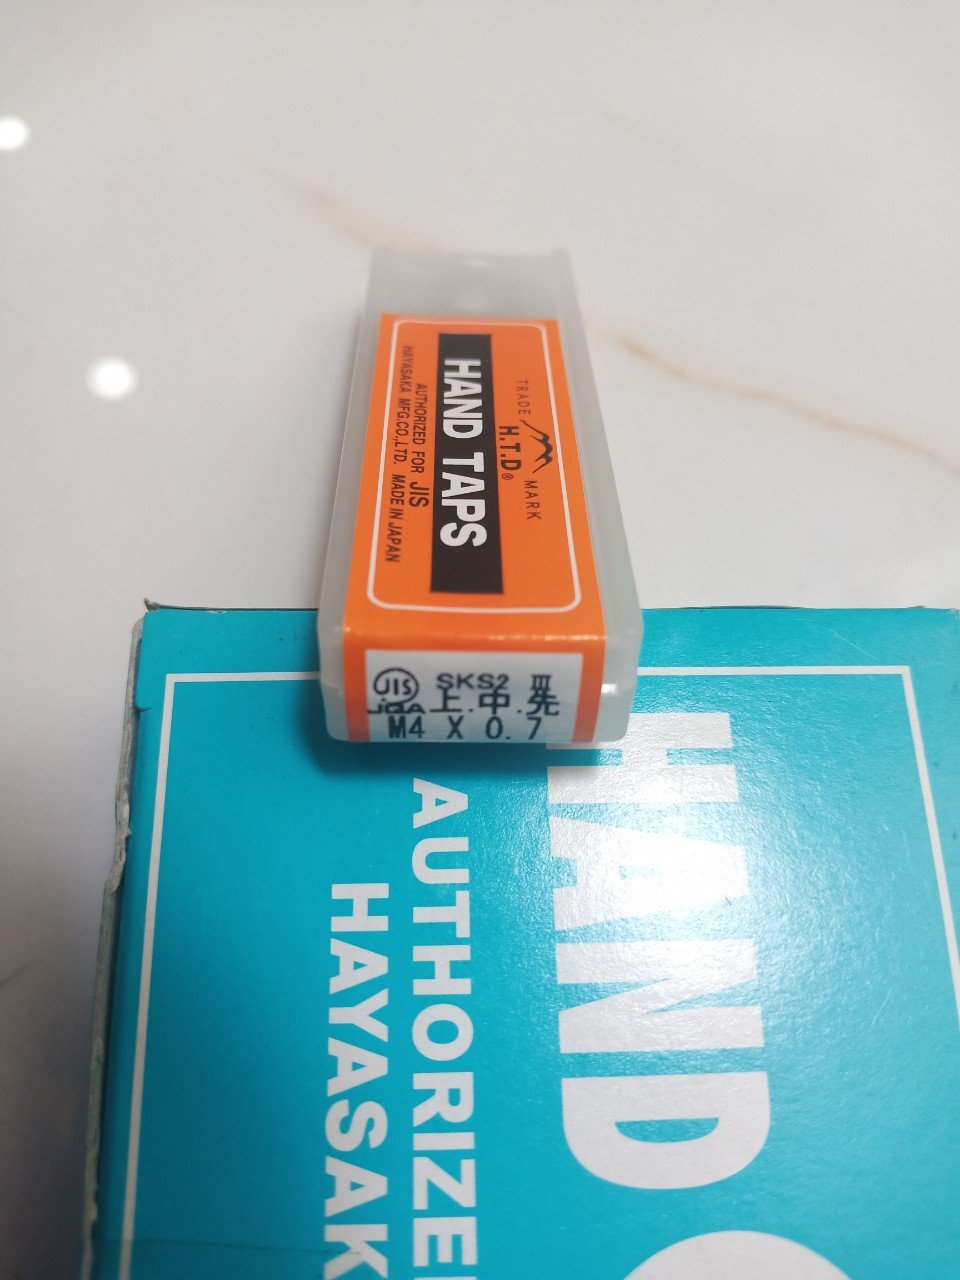 TRADE MARK
H.T.D®
HAND TAPS
AUTHORIZED FOR JIS
HAYASAKA MFG.CO.,LTD. MADE IN JAPAN
JIS SKS2 III
上.中.先
M4 X 0.7
HAND
AUTHORIZE
HAYASAK